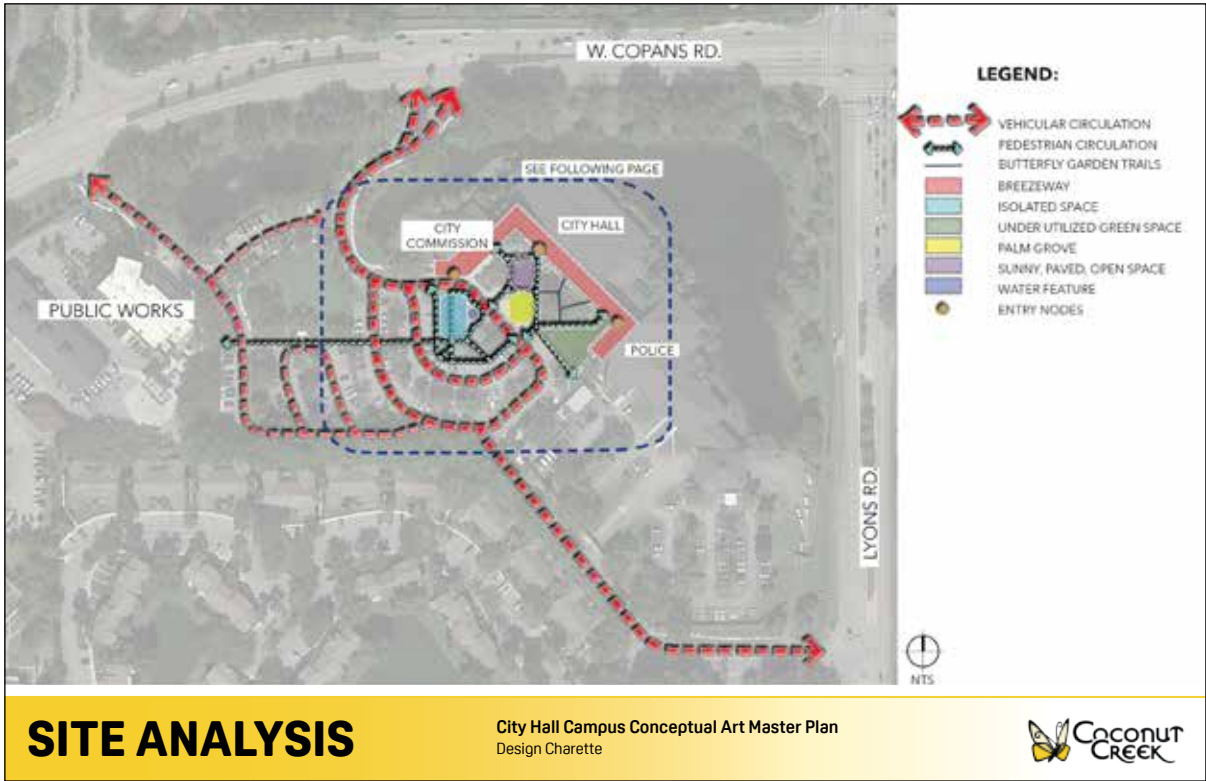 W. COPANS RD.
SEE FOLLOWING PAGE
CITY HALL
CITY
COMMISSION
PUBLIC WORKS
POLICE
LYONS RD.
LEGEND:
VEHICULAR CIRCULATION
PEDESTRIAN CIRCULATION
BUTTERFLY GARDEN TRAILS
BREEZEWAY
ISOLATED SPACE
UNDER UTILIZED GREEN SPACE
PALM GROVE
SUNNY, PAVED, OPEN SPACE
WATER FEATURE
ENTRY NODES
NTS
SITE ANALYSIS
City Hall Campus Conceptual Art Master Plan
Design Charette
Coconut
Creek